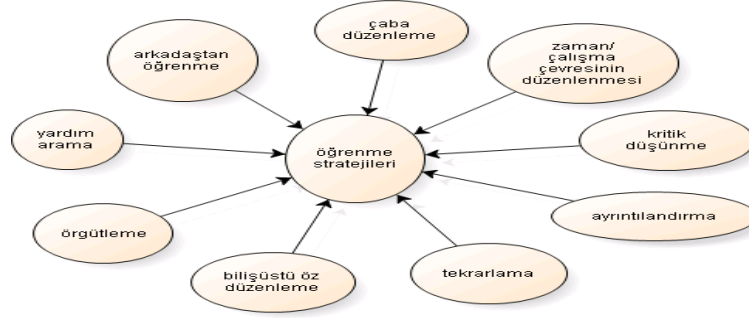 çaba
düzenleme
arkadaştan
öğrenme
zaman/
çalışma
çevresinin
düzenlenmesi
yardım
arama
öğrenme
stratejileri
kritik
düşünme
örgütleme
ayrıntılandırma
bilişüstü öz
düzenleme
tekrarlama